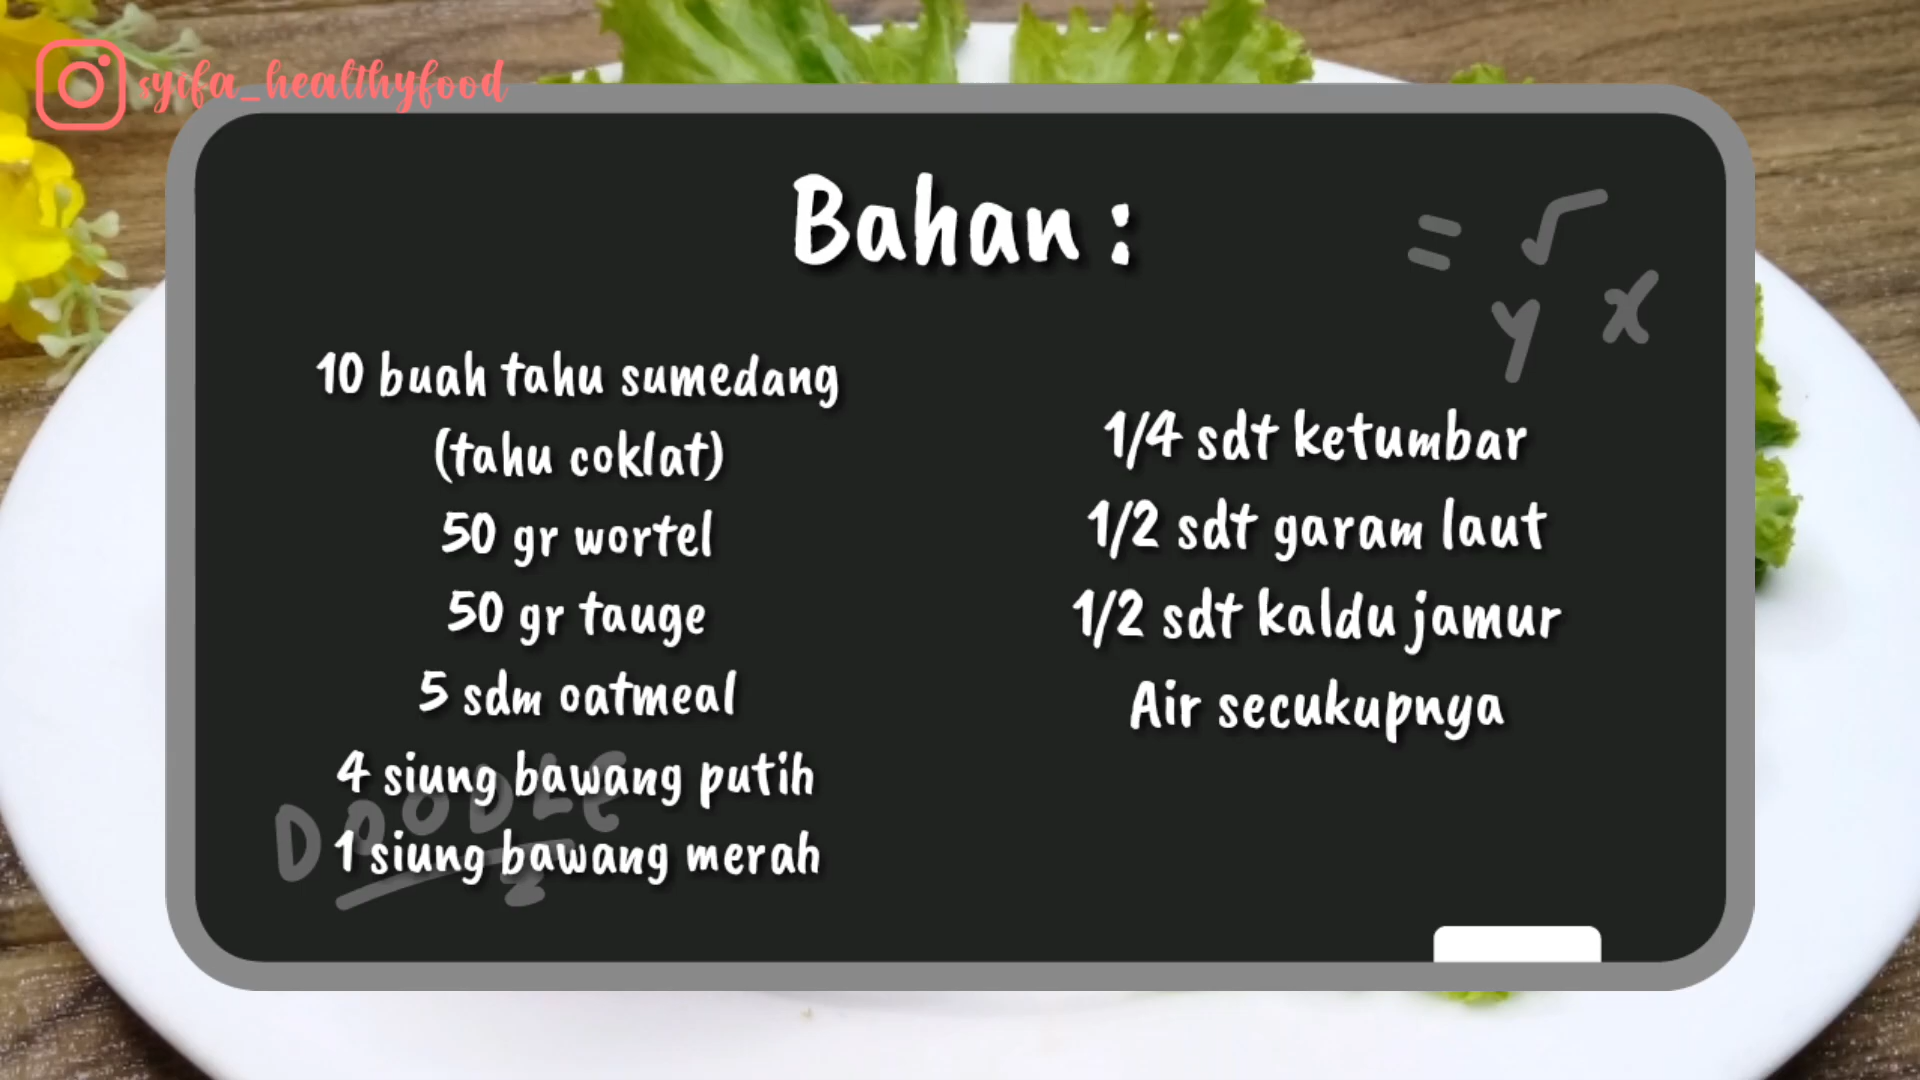 syifa_healthyfood
Bahan :
10 buah tahu sumedang
(tahu coklat)
50 gr wortel
50 gr tauge
5 sdm oatmeal
4 siung bawang putih
1 siung bawang merah
1/4 sdt ketumbar
1/2 sdt garam laut
1/2 sdt kaldu jamur
Air secukupnya
= √
y x
DOODLE